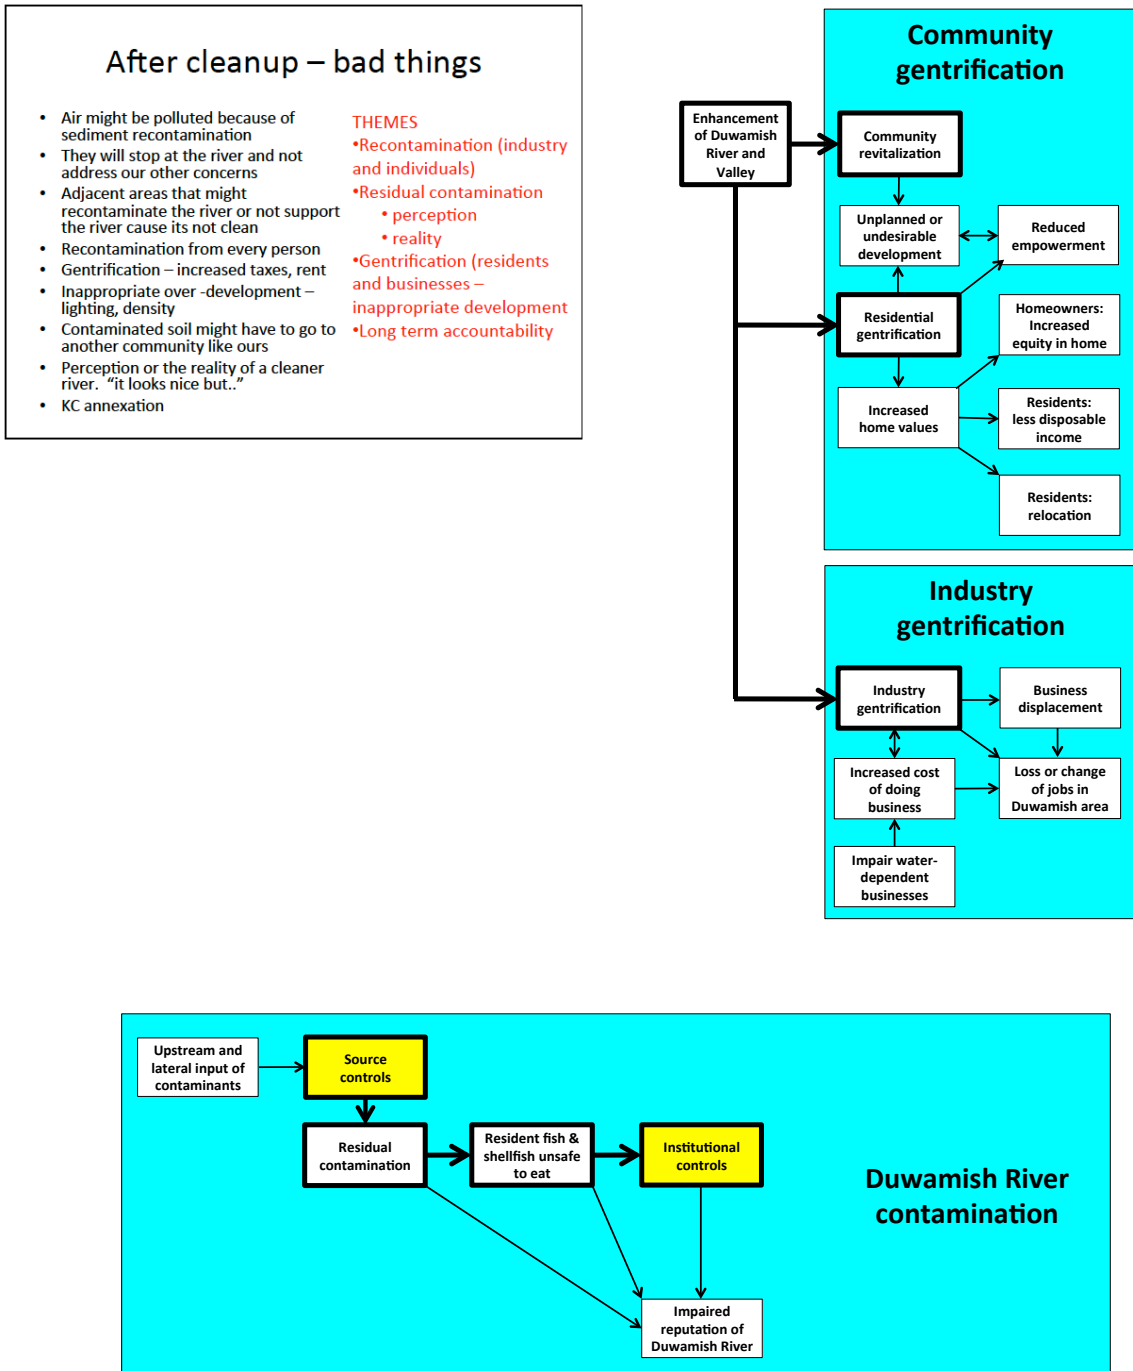 After cleanup – bad things
• Air might be polluted because of
sediment recontamination
• They will stop at the river and not
address our other concerns
• Adjacent areas that might
recontaminate the river or not support
the river cause its not clean
• Recontamination from every person
• Gentrification – increased taxes, rent
• Inappropriate over -development –
lighting, density
• Contaminated soil might have to go to
another community like ours
• Perception or the reality of a cleaner
river. “it looks nice but..”
• KC annexation
THEMES
•Recontamination (industry
and individuals)
•Residual contamination
• perception
• reality
•Gentrification (residents
and businesses –
inappropriate development
•Long term accountability
Community
gentrification
Enhancement
of Duwamish
River and
Valley
Community
revitalization
Unplanned or
undesirable
development
Reduced
empowerment
Residential
gentrification
Homeowners:
Increased
equity in home
Increased
home values
Residents:
less disposable
income
Residents:
relocation
Industry
gentrification
Industry
gentrification
Business
displacement
Increased cost
of doing
business
Loss or change
of jobs in
Duwamish area
Impair water-
dependent
businesses
Upstream and
lateral input of
contaminants
Source
controls
Residual
contamination
Resident fish &
shellfish unsafe
to eat
Institutional
controls
Duwamish River
contamination
Impaired
reputation of
Duwamish River